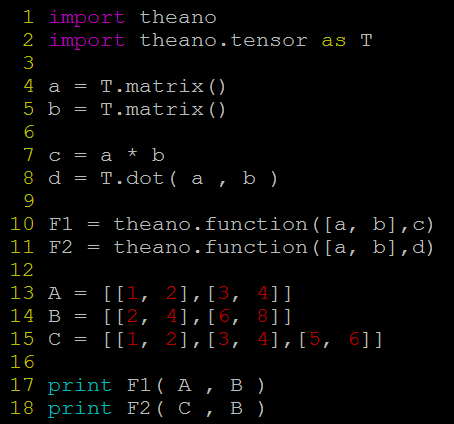 1 import theano
2 import theano.tensor as T
3
4 a = T.matrix()
5 b = T.matrix()
6
7 c = a * b
8 d = T.dot( a , b )
9
10 F1 = theano.function([a, b],c)
11 F2 = theano.function([a, b],d)
12
13 A = [[1, 2],[3, 4]]
14 B = [[2, 4],[6, 8]]
15 C = [[1, 2],[3, 4],[5, 6]]
16
17 print F1( A , B )
18 print F2( C , B )